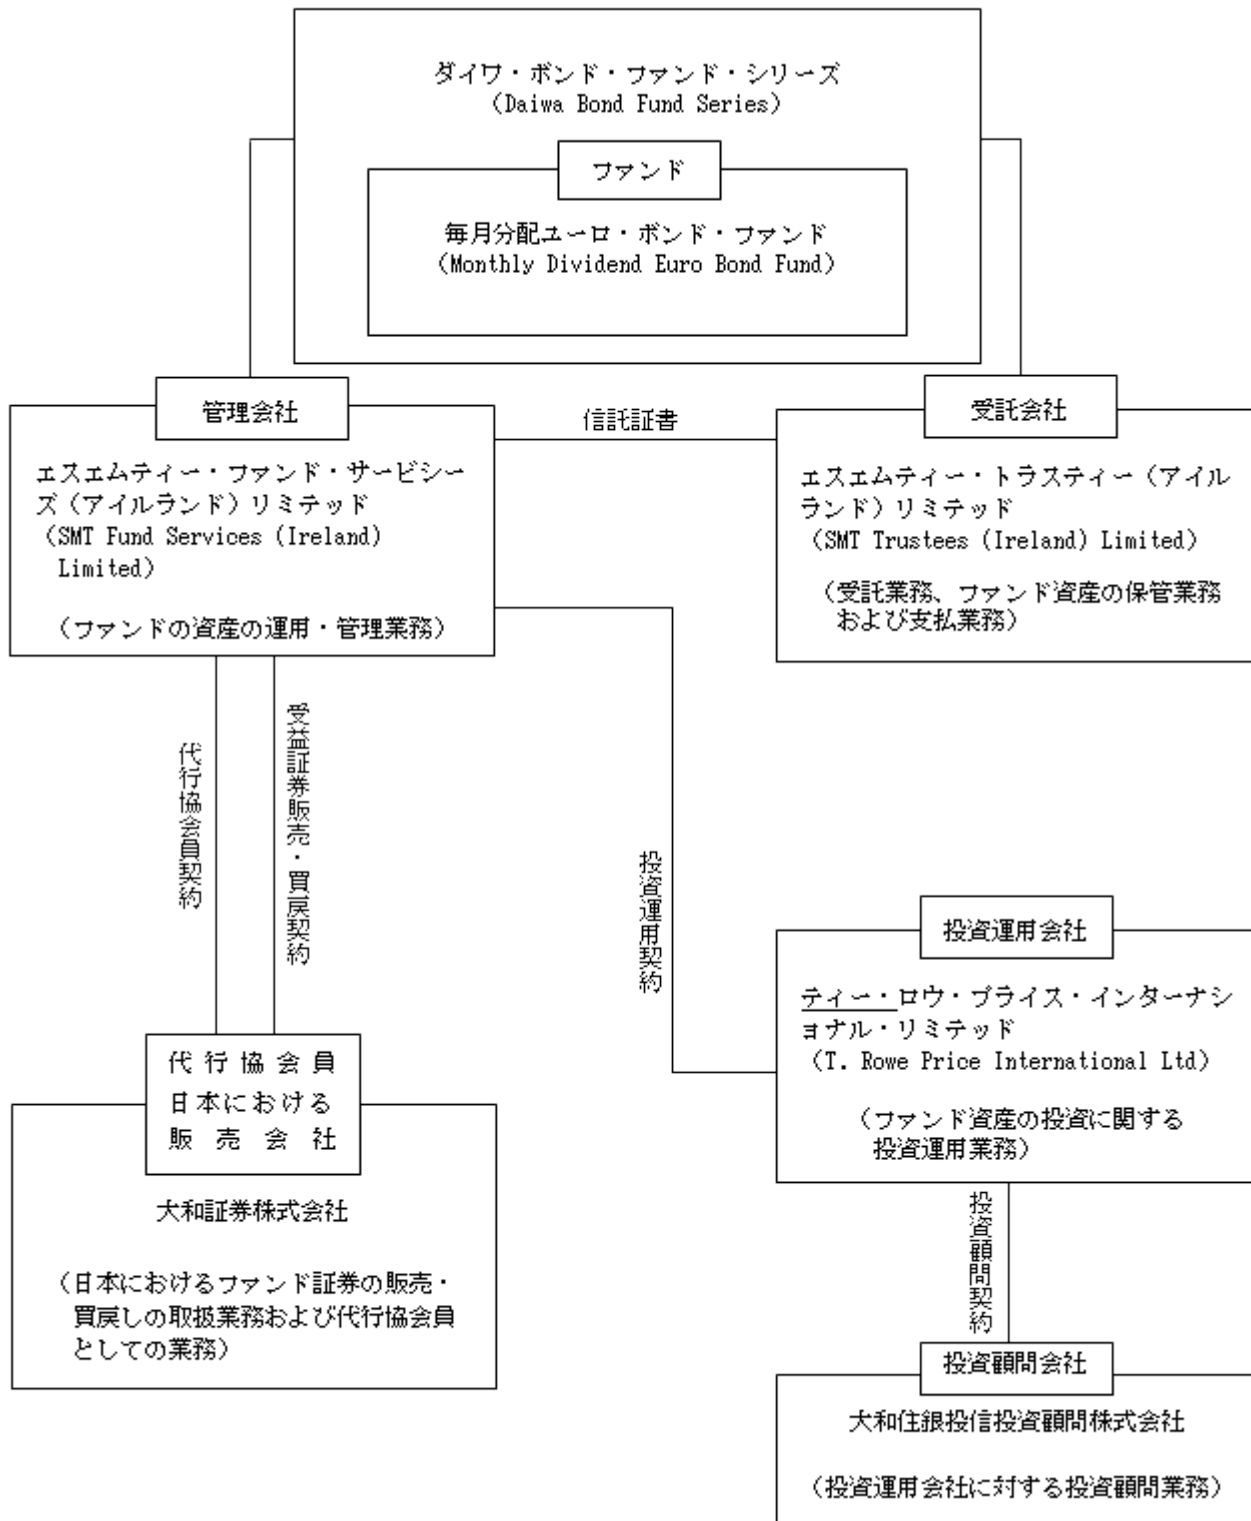 ダイワ・ボンド・ファンド・シリーズ
(Daiwa Bond Fund Series)
ファンド
毎月分配ユーロ・ボンド・ファンド
(Monthly Dividend Euro Bond Fund)
管理会社
信託証書
受託会社
エスエムティー・ファンド・サービシー
ズ（アイルランド）リミテッド
(SMT Fund Services (Ireland)
Limited)
（ファンドの資産の運用・管理業務）
エスエムティー・トラスティー（アイル
ランド）リミテッド
(SMT Trustees (Ireland) Limited)
（受託業務、ファンド資産の保管業務
および支払業務）
代行協会員契約
受益証券販売・買戻契約
投資運用契約
投資運用会社
ティー・ロウ・プライス・インターナシ
ョナル・リミテッド
(T. Rowe Price International Ltd)
（ファンド資産の投資に関する
投資運用業務）
代行協会員
日本における
販売会社
大和証券株式会社
（日本におけるファンド証券の販売・
買戻しの取扱業務および代行協会員
としての業務）
投資顧問契約
投資顧問会社
大和住銀投信投資顧問株式会社
（投資運用会社に対する投資顧問業務）